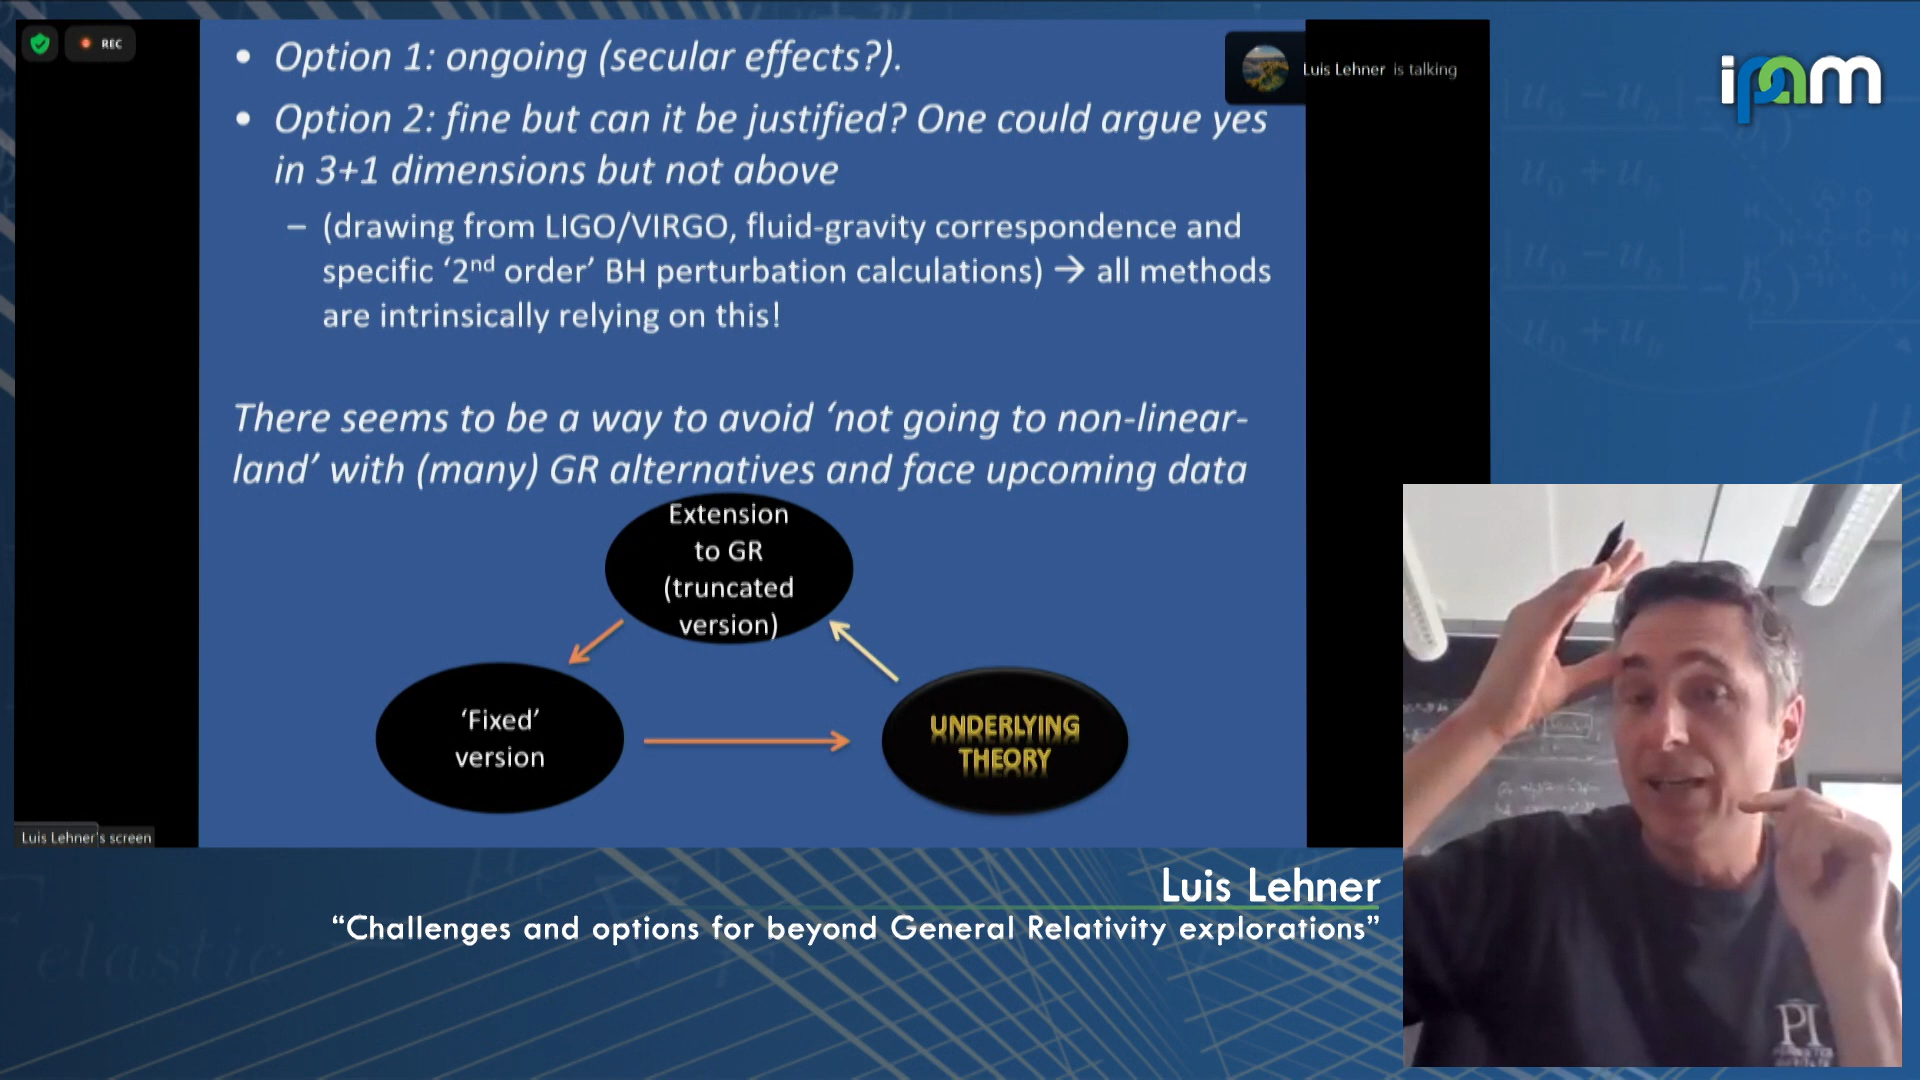 REC
• Option 1: ongoing (secular effects?).
• Option 2: fine but can it be justified? One could argue yes
in 3+1 dimensions but not above
– (drawing from LIGO/VIRGO, fluid-gravity correspondence and
specific ‘2nd order’ BH perturbation calculations) → all methods
are intrinsically relying on this!
There seems to be a way to avoid ‘not going to non-linear-
land’ with (many) GR alternatives and face upcoming data
Extension
to GR
(truncated
version)
‘Fixed’
version
UNDERLYING
THEORY
Luis Lehner's screen
Luis Lehner is talking
ipam
Luis Lehner
“Challenges and options for beyond General Relativity explorations”
PI
elastic